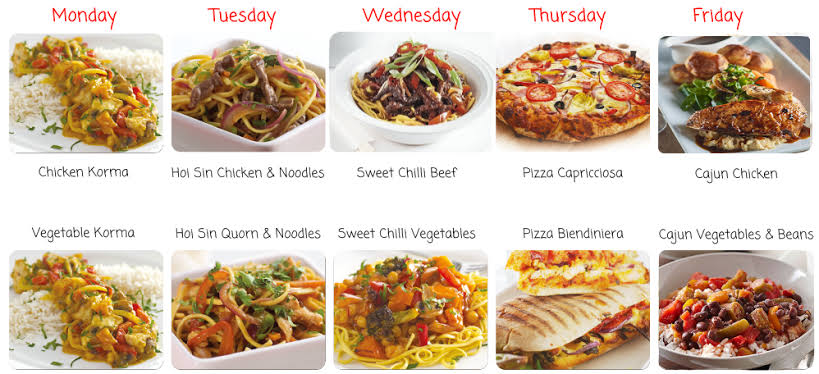 Monday Tuesday Wednesday Thursday Friday
Chicken Korma Hoi Sin Chicken & Noodles Sweet Chilli Beef Pizza Capricciosa Cajun Chicken
Vegetable Korma Hoi Sin Quorn & Noodles Sweet Chilli Vegetables Pizza Biendiniera Cajun Vegetables & Beans